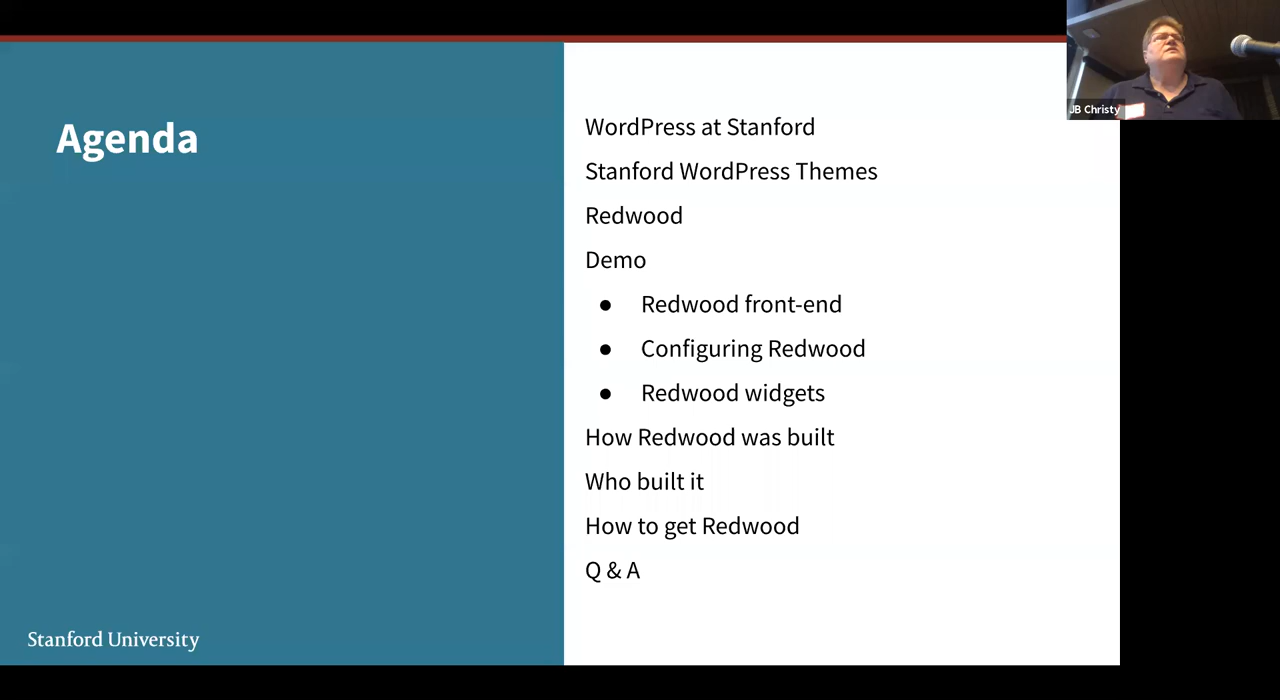 Agenda
WordPress at Stanford
Stanford WordPress Themes
Redwood
Demo
● Redwood front-end
● Configuring Redwood
● Redwood widgets
How Redwood was built
Who built it
How to get Redwood
Q & A
Stanford University
JB Christy